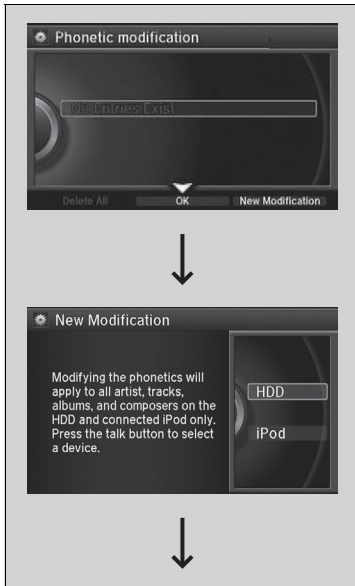 Phonetic modification
No Entries Exist
Delete All OK New Modification
New Modification
Modifying the phonetics will
apply to all artist, tracks,
albums, and composers on the
HDD and connected iPod only.
Press the talk button to select
a device.
HDD
iPod